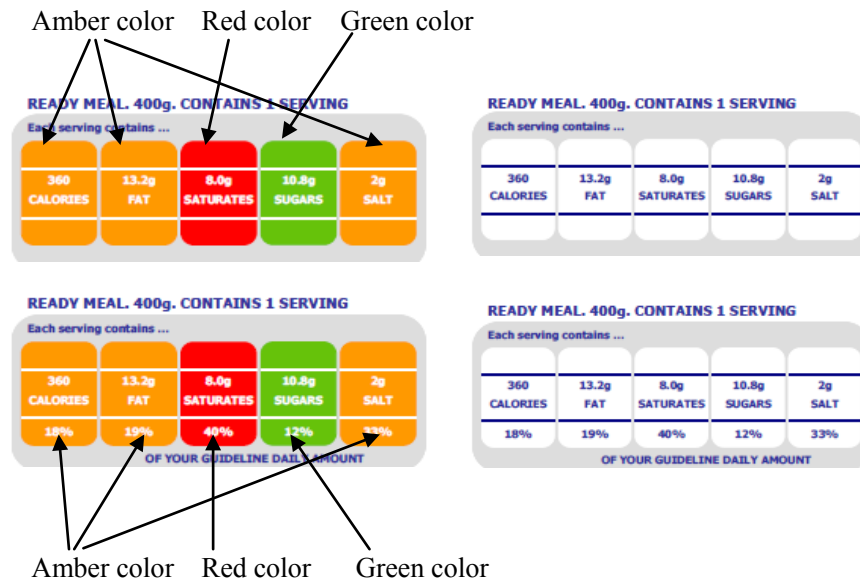 Amber color Red color Green color
READY MEAL. 400g. CONTAINS 1 SERVING
Each serving contains ...
360 13.2g 8.0g 10.8g 2g
CALORIES FAT SATURATES SUGARS SALT
READY MEAL. 400g. CONTAINS 1 SERVING
Each serving contains ...
360 13.2g 8.0g 10.8g 2g
CALORIES FAT SATURATES SUGARS SALT
READY MEAL. 400g. CONTAINS 1 SERVING
Each serving contains ...
360 13.2g 8.0g 10.8g 2g
CALORIES FAT SATURATES SUGARS SALT
18% 19% 40% 12% 33%
OF YOUR GUIDELINE DAILY AMOUNT
READY MEAL. 400g. CONTAINS 1 SERVING
Each serving contains ...
360 13.2g 8.0g 10.8g 2g
CALORIES FAT SATURATES SUGARS SALT
18% 19% 40% 12% 33%
OF YOUR GUIDELINE DAILY AMOUNT
Amber color Red color Green color